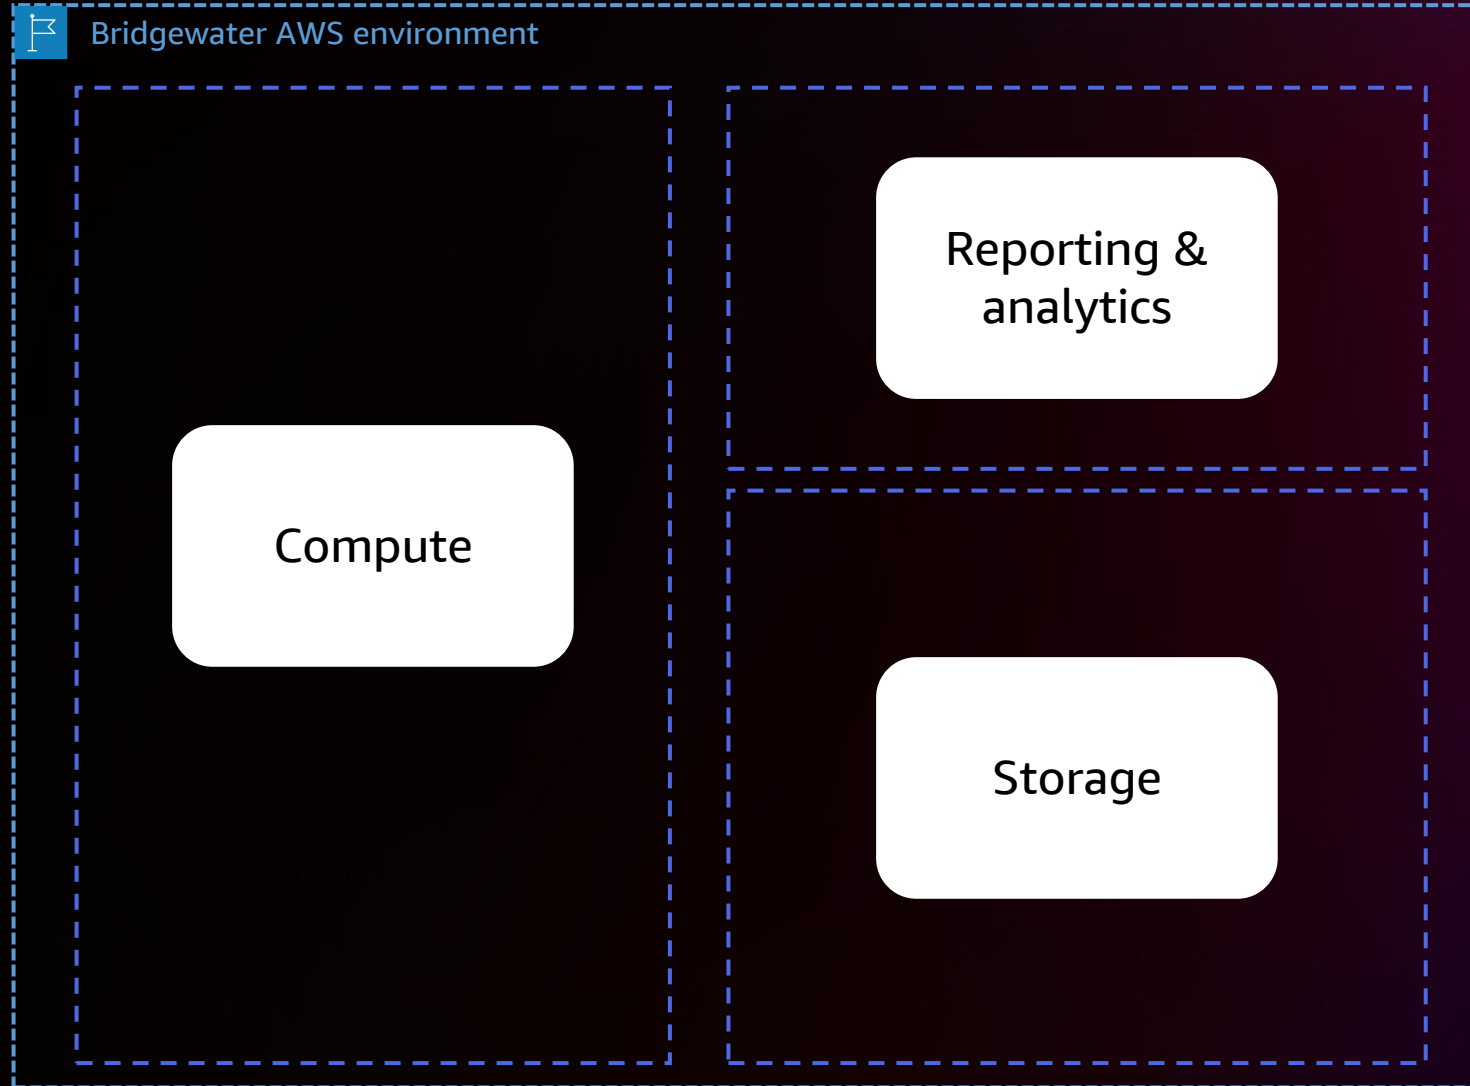 Bridgewater AWS environment
Reporting &
analytics
Compute
Storage